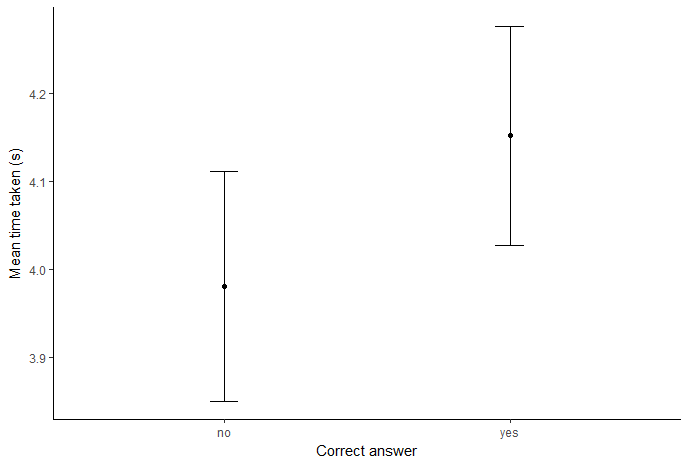 Mean time taken (s)
4.2
4.1
4.0
3.9
no
yes
Correct answer